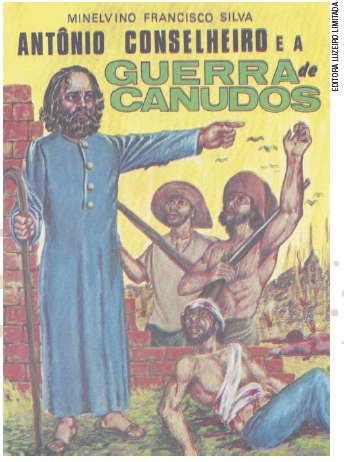 MINELVINO FRANCISCO SILVA
ANTÔNIO CONSELHEIRO E A
GUERRA de
CANUDOS
EDITORA LUZEIRO LIMITADA